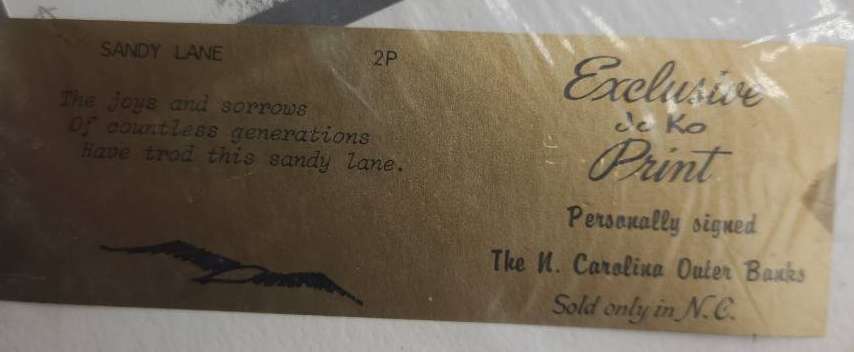 SANDY LANE 2P
The joys and sorrows
Of countless generations
Have trod this sandy lane.
Exclusive
Jo Ko
Print
Personally signed
The N. Carolina Outer Banks
Sold only in N.C.